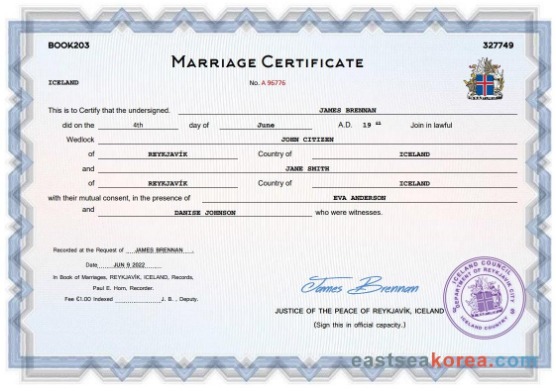 BOOK203
327749
MARRIAGE CERTIFICATE
ICELAND
No. A 96776
This is to Certify that the undersigned. JAMES BRENNAN
did on the 4th day of June A.D. 19 Join in lawful
Wedlock JOHN CITIZEN
of REYKJAVÍK Country of ICELAND
and JANE SMITH
of REYKJAVÍK Country of ICELAND
with their mutual consent, in the presence of EVA ANDERSON
and DANISE JOHNSON who were witnesses.
Recorded at the Request of JAMES BRENNAN
Date JUN 9 2022
in Book of Marriages, REYKJAVÍK, ICELAND, Records,
Paul E. Horn, Recorder.
Fee €1.00 Indexed J. B. . Deputy.
James Brennan
JUSTICE OF THE PEACE OF REYKJAVÍK, ICELAND
(Sign this in official capacity.)
ICELAND COUNCIL
DEPARTMENT OF REYKJAVIK CITY
ICELAND COUNTRY
eastseakorea.com